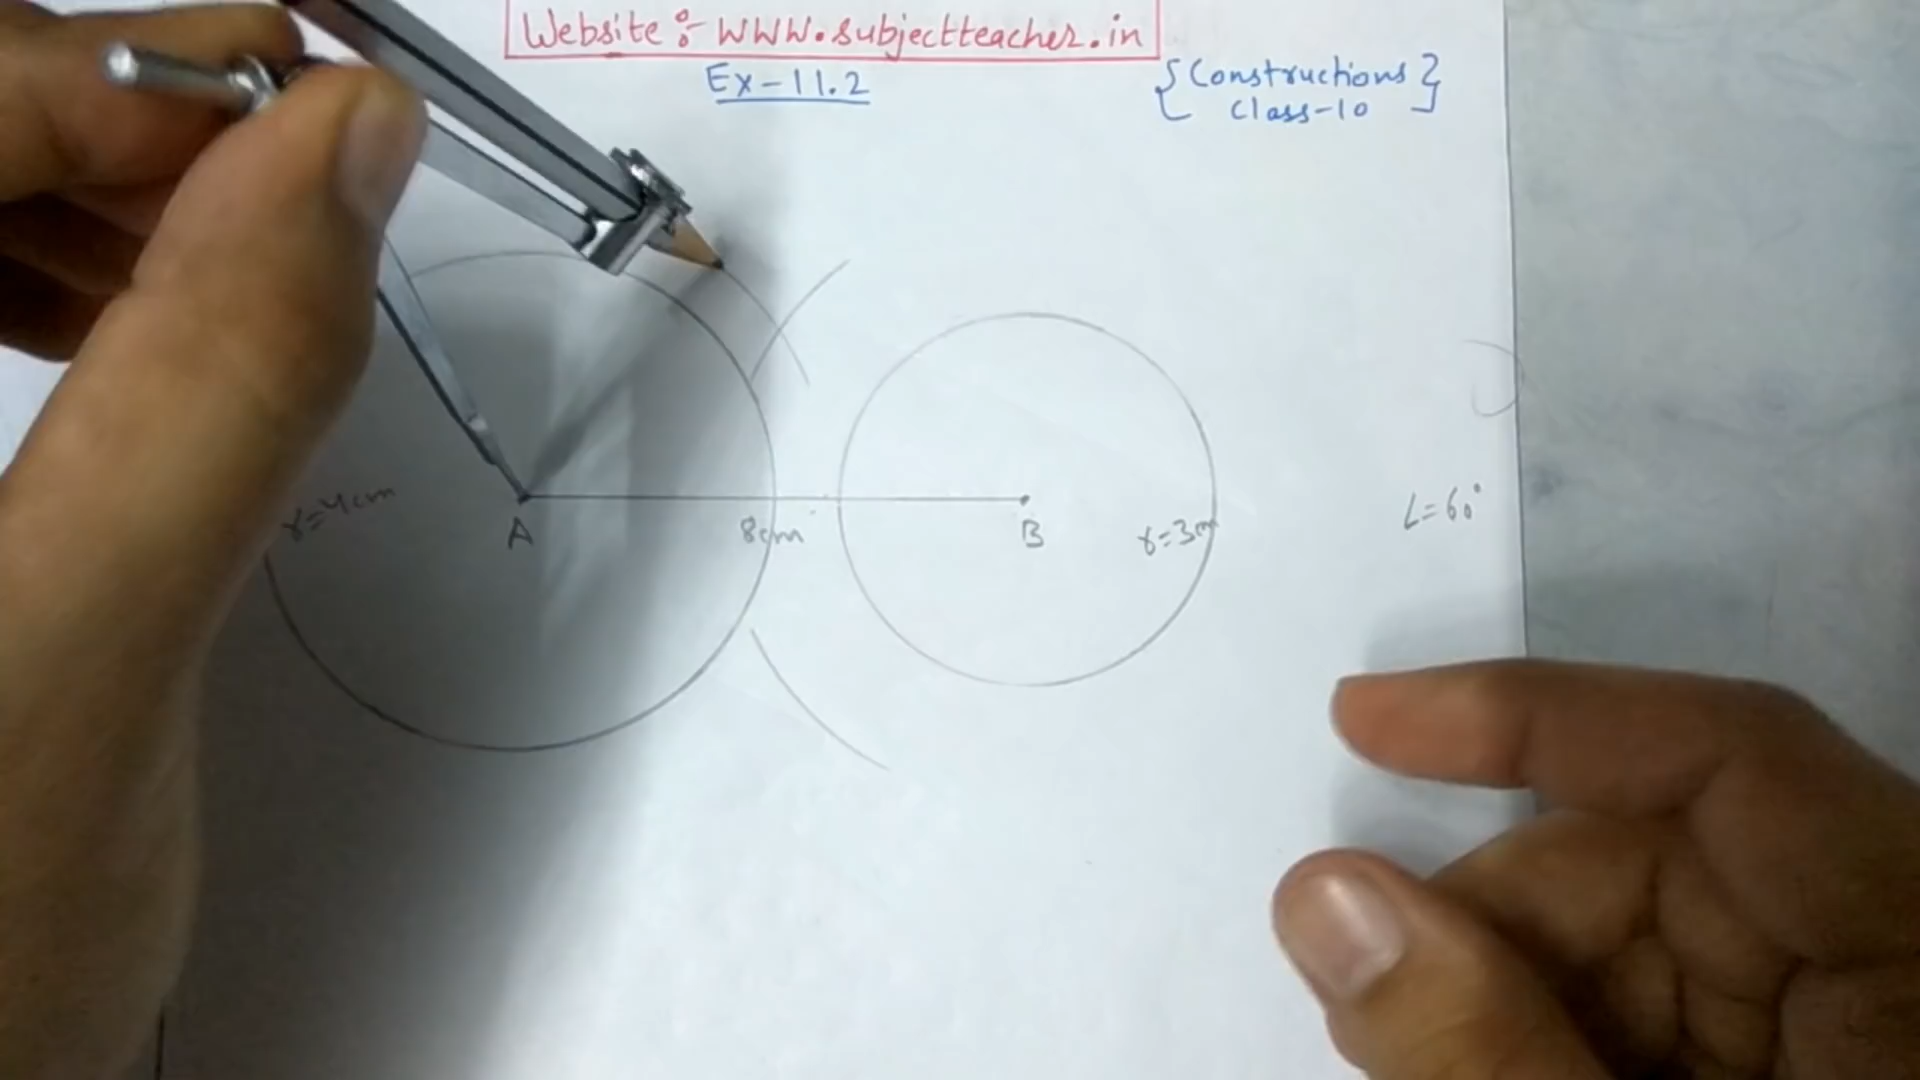 Website :- www.subjectteacher.in
Ex-11.2
{Constructions}
Class-10
r=4cm
A
8cm
B
r=3cm
L=60°